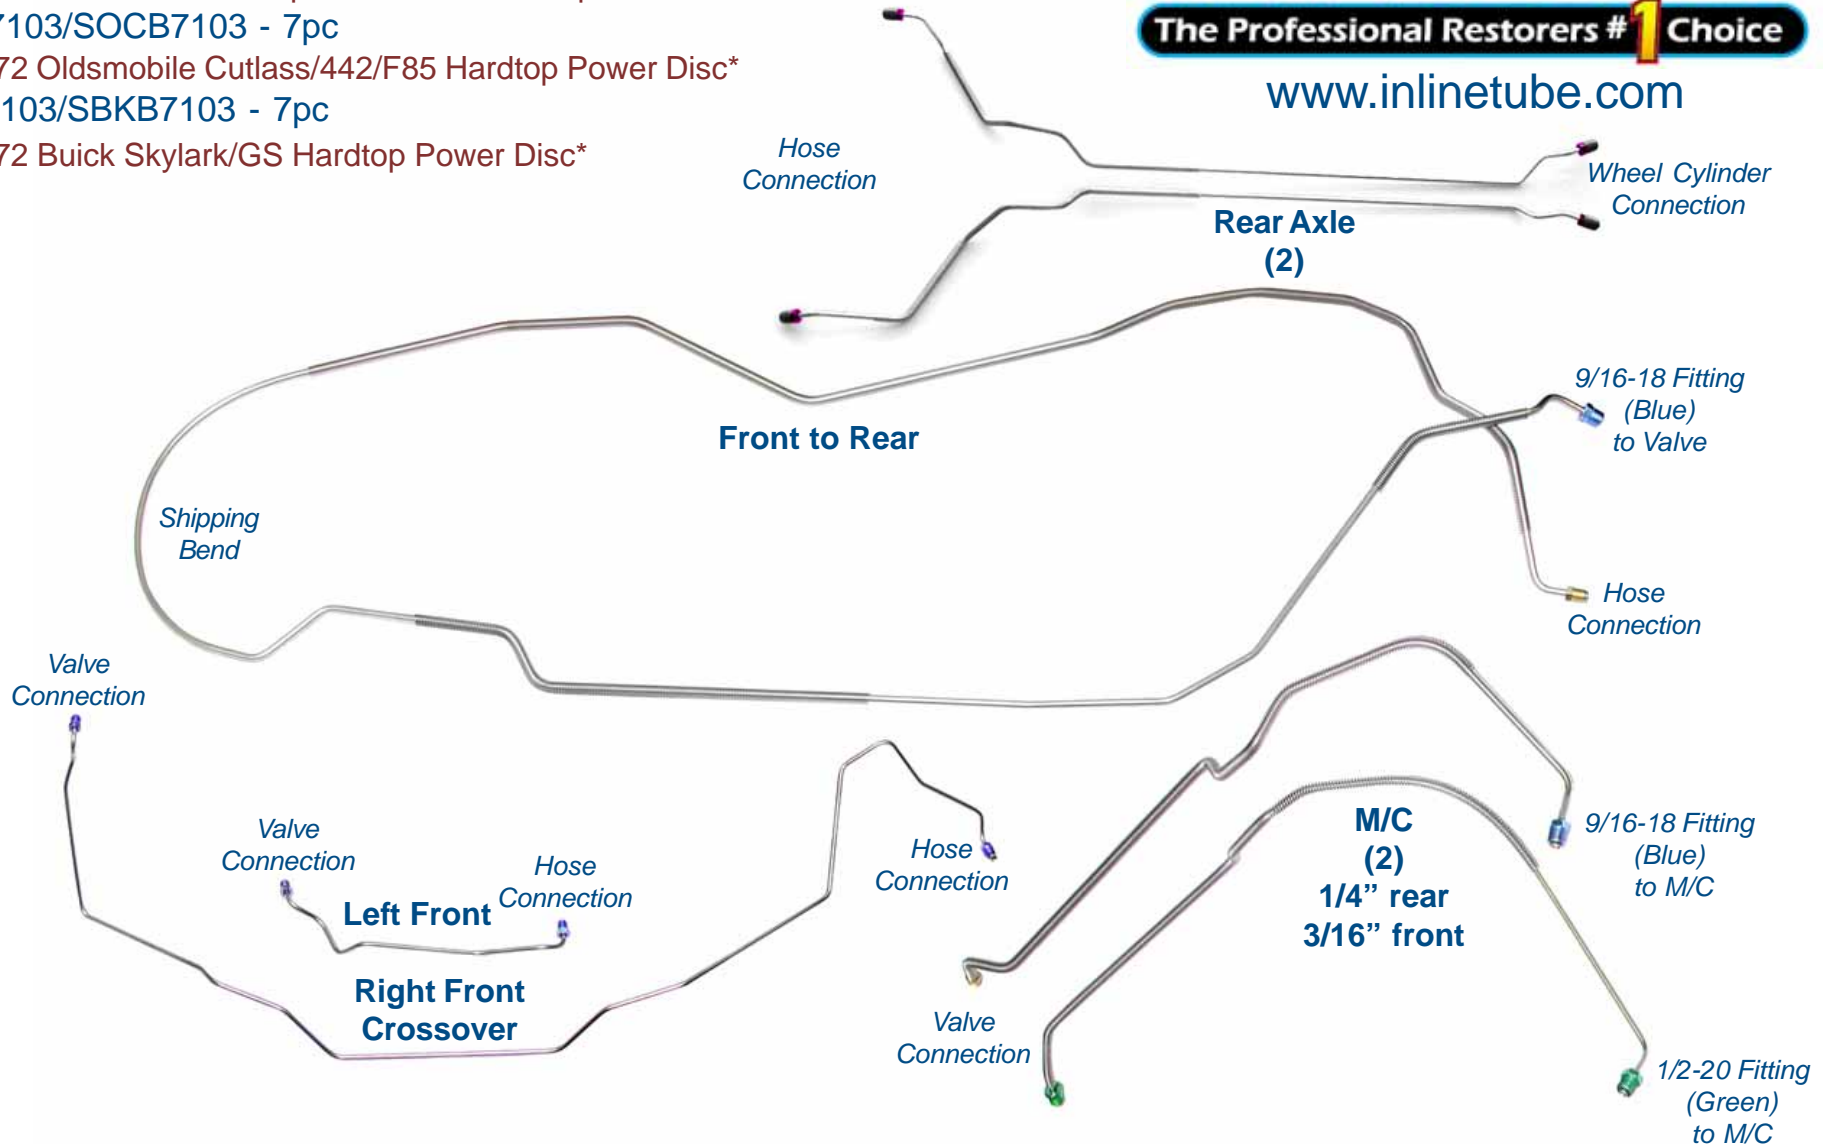 7103/SOCB7103 - 7pc
72 Oldsmobile Cutlass/442/F85 Hardtop Power Disc*
7103/SBKB7103 - 7pc
72 Buick Skylark/GS Hardtop Power Disc*
The Professional Restorers #1 Choice
www.inlinetube.com
Hose
Connection
Wheel Cylinder
Connection
Rear Axle
(2)
9/16-18 Fitting
(Blue)
to Valve
Front to Rear
Shipping
Bend
Hose
Connection
Valve
Connection
Valve
Connection
Hose
Connection
Left Front
Hose
Connection
Right Front
Crossover
M/C
(2)
1/4” rear
3/16” front
9/16-18 Fitting
(Blue)
to M/C
Valve
Connection
1/2-20 Fitting
(Green)
to M/C